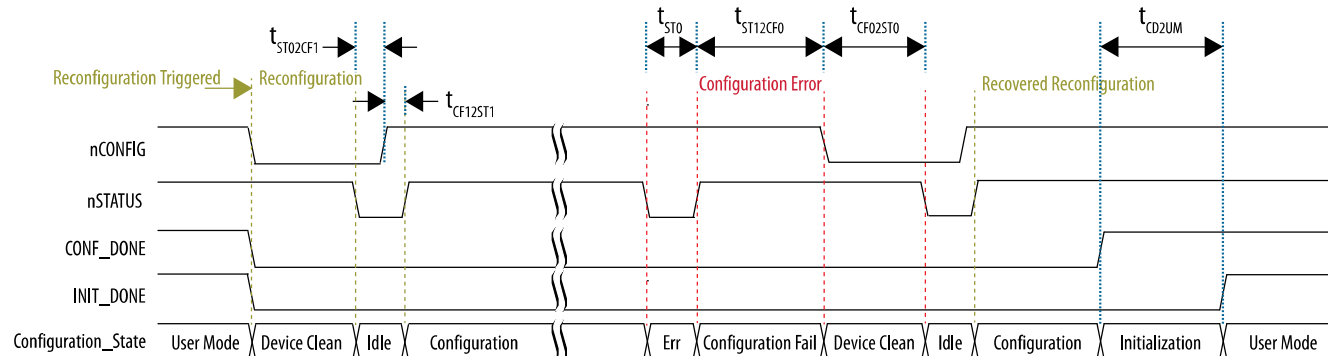 tST02CF1
tST0
tST12CF0
tCF02ST0
tCD2UM
Reconfiguration Triggered
Reconfiguration
Configuration Error
Recovered Reconfiguration
tCF12ST1
nCONFIG
nSTATUS
CONF_DONE
INIT_DONE
Configuration_State User Mode Device Clean Idle Configuration Err Configuration Fail Device Clean Idle Configuration Initialization User Mode